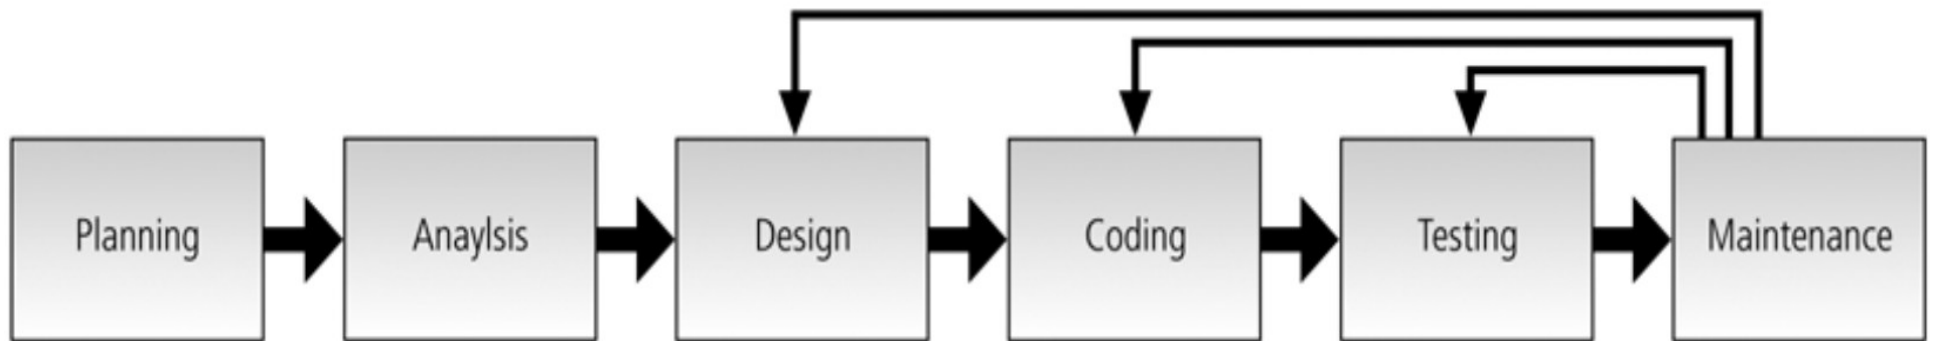 Planning
Anaylsis
Design
Coding
Testing
Maintenance